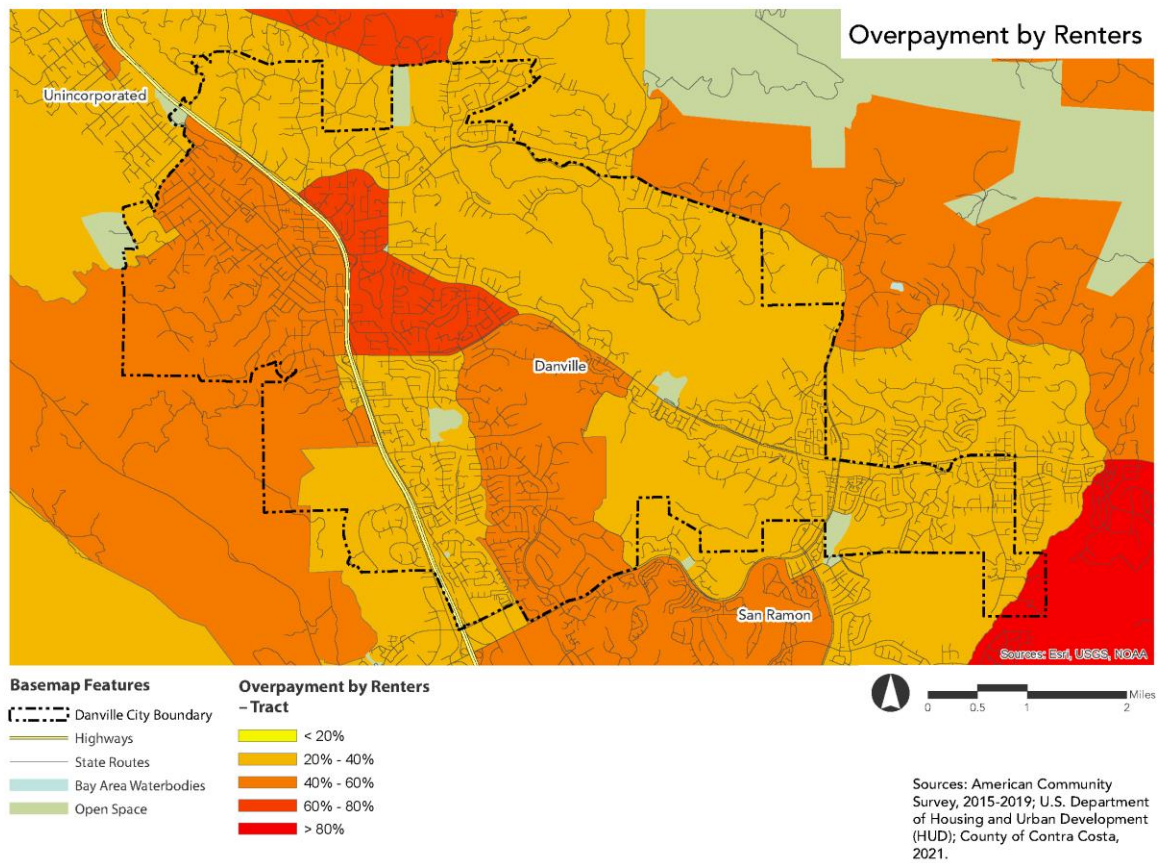 Overpayment by Renters
Unincorporated
Danville
San Ramon
Sources: Esri, USGS, NOAA
Basemap Features
Danville City Boundary
Highways
State Routes
Bay Area Waterbodies
Open Space
Overpayment by Renters
– Tract
< 20%
20% - 40%
40% - 60%
60% - 80%
> 80%
0 0.5 1 2 Miles
Sources: American Community
Survey, 2015-2019; U.S. Department
of Housing and Urban Development
(HUD); County of Contra Costa,
2021.